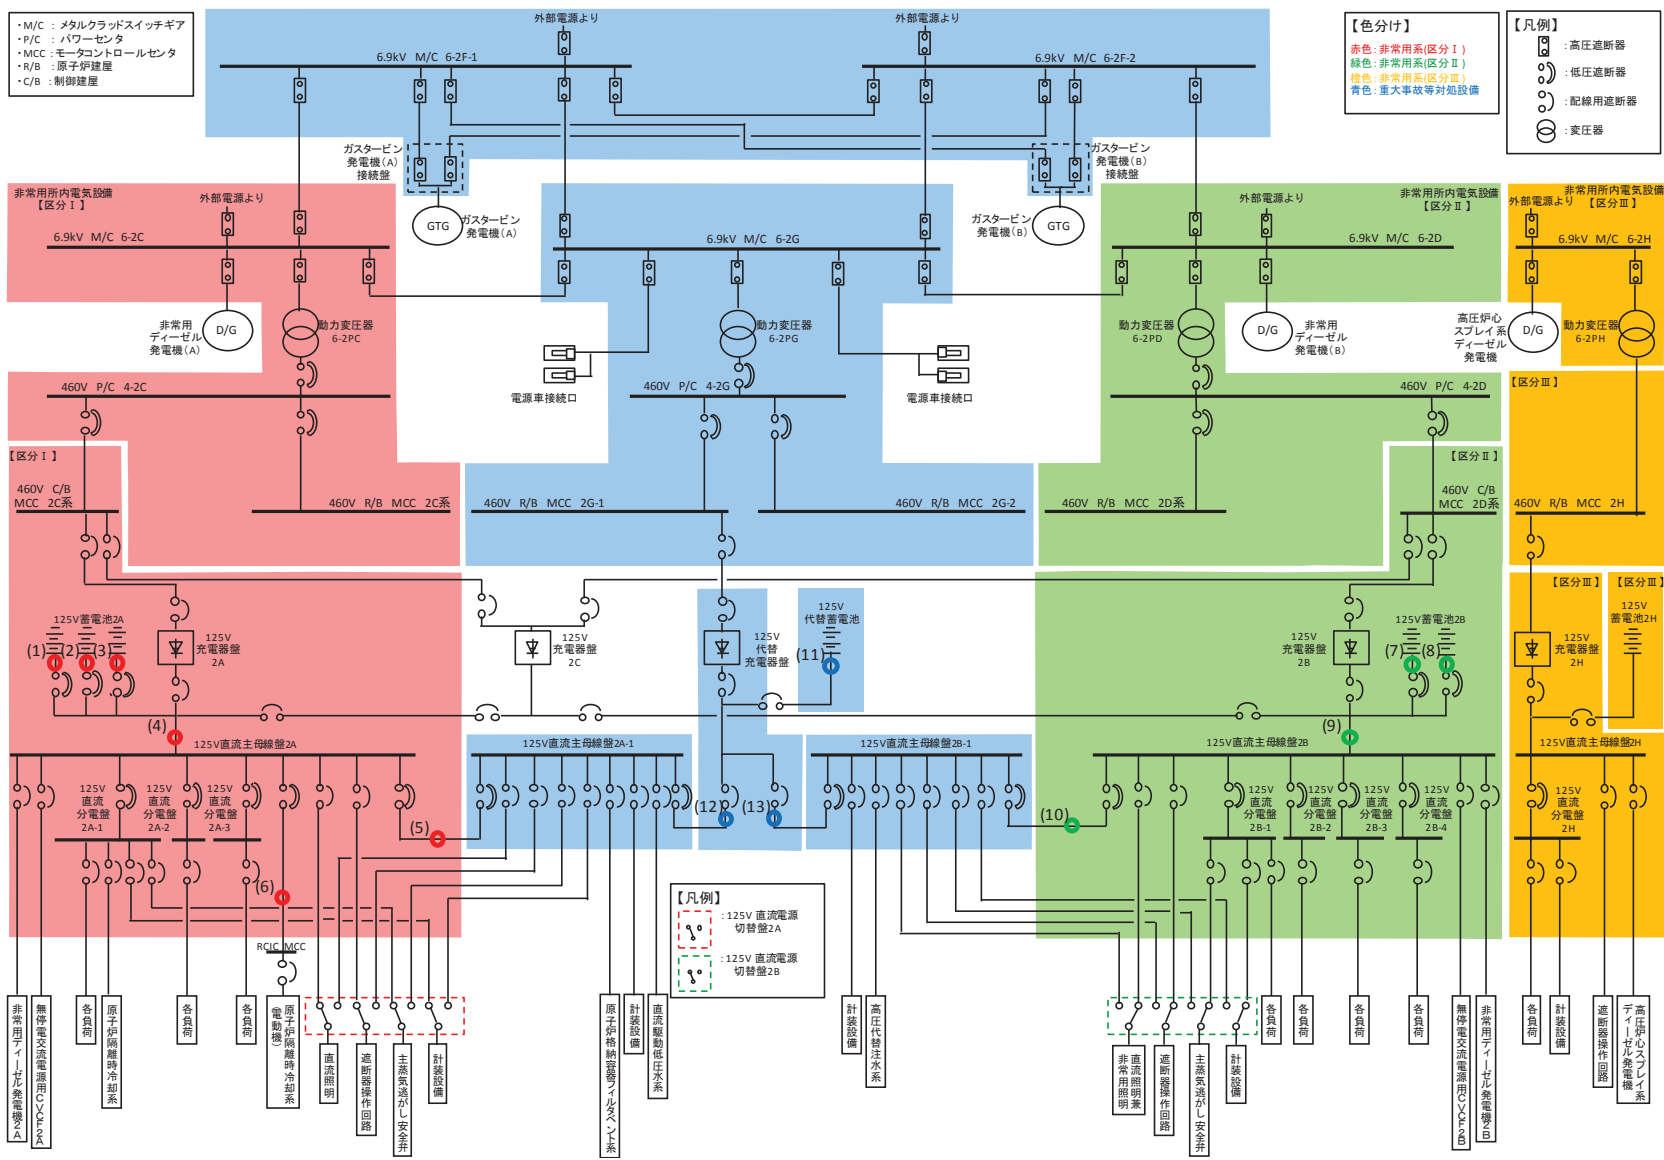 ・M/C : メタルクラッドスイッチギア
・P/C : パワーセンタ
・MCC : モータコントロールセンタ
・R/B : 原子炉建屋
・C/B : 制御建屋
外部電源より
外部電源より
【色分け】
赤色:非常用系(区分Ⅰ)
緑色:非常用系(区分Ⅱ)
橙色:非常用系(区分Ⅲ)
青色:重大事故等対処設備
【凡例】
:高圧遮断器
:低圧遮断器
:配線用遮断器
:変圧器
6.9kV M/C 6-2F-1
6.9kV M/C 6-2F-2
ガスタービン
発電機(A)
接続盤
ガスタービン
発電機(B)
接続盤
GTG
ガスタービン
発電機(A)
ガスタービン
発電機(B)
GTG
非常用所内電気設備
【区分Ⅰ】
外部電源より
6.9kV M/C 6-2C
6.9kV M/C 6-2G
非常用所内電気設備
【区分Ⅱ】
外部電源より
6.9kV M/C 6-2D
非常用所内電気設備
【区分Ⅲ】
外部電源より
6.9kV M/C 6-2H
非常用
ディーゼル
発電機(A)
D/G
動力変圧器
6-2PC
動力変圧器
6-2PG
動力変圧器
6-2PD
D/G
非常用
ディーゼル
発電機(B)
高圧炉心
スプレイ系
ディーゼル
発電機
D/G
動力変圧器
6-2PH
電源車接続口
電源車接続口
460V P/C 4-2C
460V P/C 4-2G
460V P/C 4-2D
【区分Ⅲ】
【区分Ⅰ】
【区分Ⅱ】
460V C/B
MCC 2C系
460V R/B MCC 2C系
460V R/B MCC 2G-1
460V R/B MCC 2G-2
460V R/B MCC 2D系
460V C/B
MCC 2D系
460V R/B MCC 2H
【区分Ⅲ】
【区分Ⅲ】
125V蓄電池2A
(1)
(2)
(3)
125V
充電器盤
2A
125V
充電器盤
2C
125V
代替
充電器盤
125V
代替蓄電池
(11)
125V
充電器盤
2B
125V蓄電池2B
(7)
(8)
125V
充電器盤
2H
125V
蓄電池2H
(4)
(9)
125V直流主母線盤2A
125V直流主母線盤2A-1
125V直流主母線盤2B-1
125V直流主母線盤2B
125V直流主母線盤2H
125V
直流
分電盤
2A-1
125V
直流
分電盤
2A-2
125V
直流
分電盤
2A-3
(5)
(12)
(13)
(10)
125V
直流
分電盤
2B-1
125V
直流
分電盤
2B-2
125V
直流
分電盤
2B-3
125V
直流
分電盤
2B-4
125V
直流
分電盤
2H
(6)
RCIC MCC
【凡例】
:125V 直流電源
切替盤2A
:125V 直流電源
切替盤2B
非常用ディーゼル発電機2A
無停電交流電源用CVCF2A
各負荷
原子炉隔離時冷却系
各負荷
各負荷
原子炉隔離時冷却系
(電動機)
直流照明
遮断器操作回路
主蒸気逃がし安全弁
計装設備
原子炉格納容器フィルタベント系
計装設備
直流駆動低圧注水系
計装設備
高圧代替注水系
直流照明兼
非常用照明
遮断器操作回路
主蒸気逃がし安全弁
計装設備
各負荷
各負荷
各負荷
各負荷
無停電交流電源用CVCF2B
非常用ディーゼル発電機2B
各負荷
計装設備
遮断器操作回路
高圧炉心スプレイ系
ディーゼル発電機